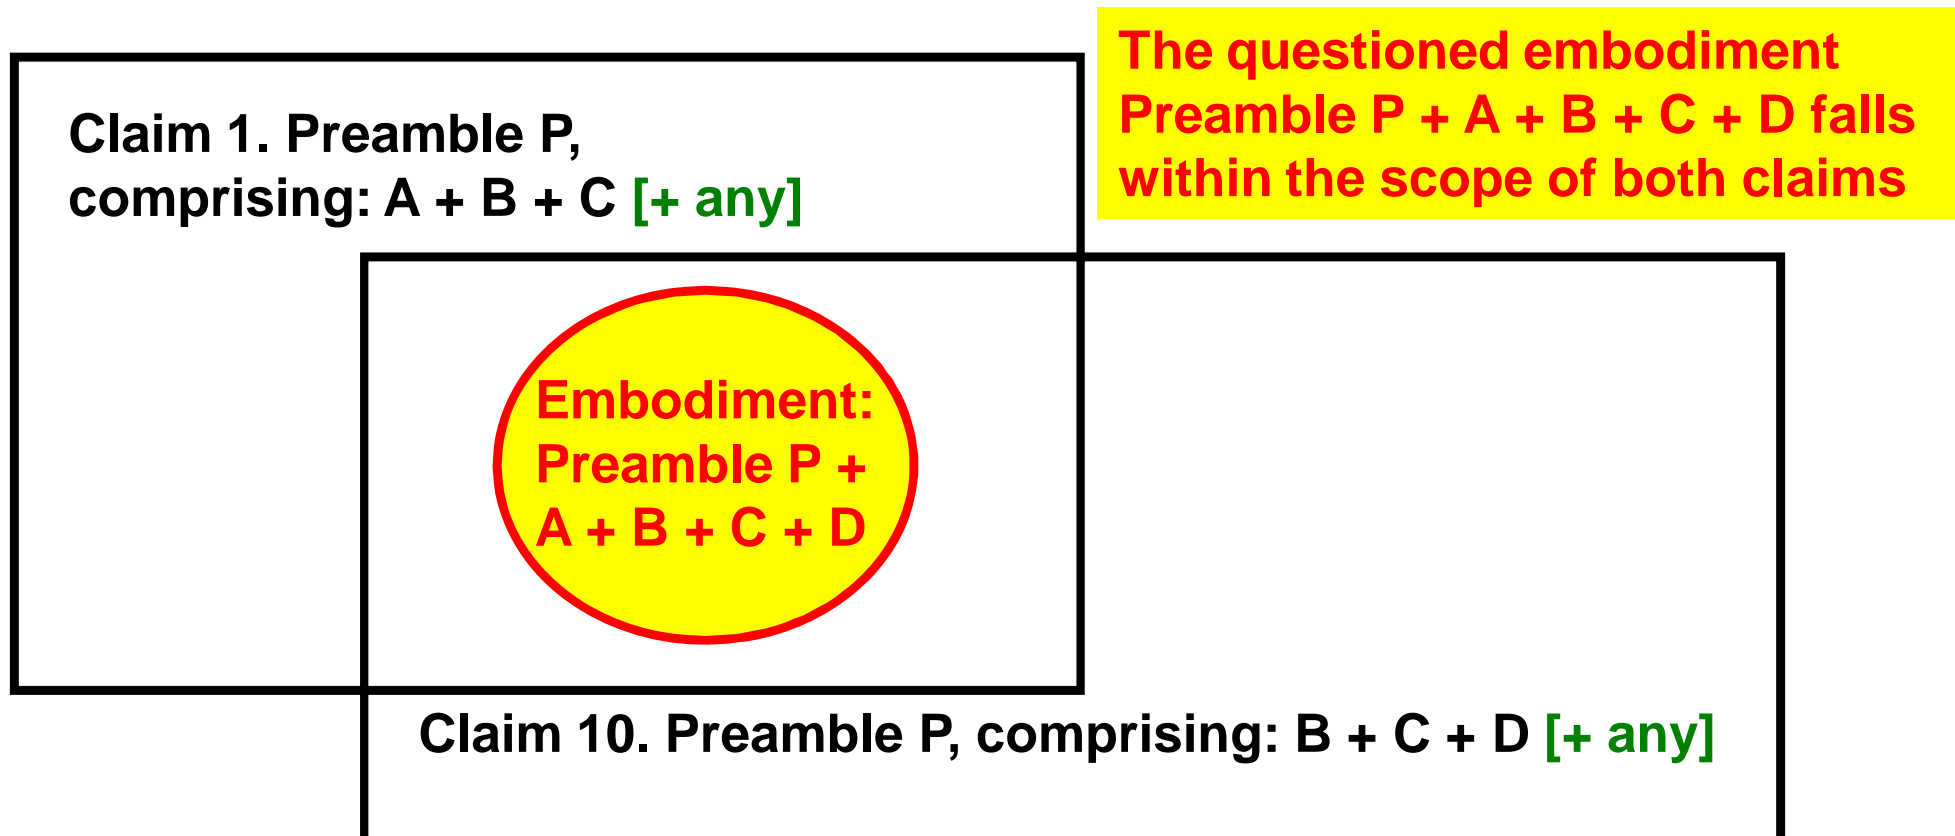 The questioned embodiment
Preamble P + A + B + C + D falls
within the scope of both claims
Claim 1. Preamble P,
comprising: A + B + C [+ any]
Embodiment:
Preamble P +
A + B + C + D
Claim 10. Preamble P, comprising: B + C + D [+ any]